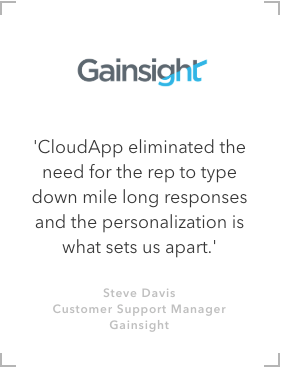 Gainsight
'CloudApp eliminated the
need for the rep to type
down mile long responses
and the personalization is
what sets us apart.'
Steve Davis
Customer Support Manager
Gainsight